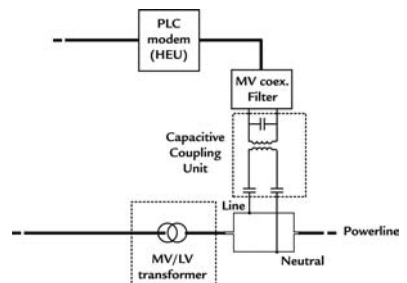 PLC
modem
(HEU)
MV coex.
Filter
Capacitive
Coupling
Unit
Line
Powerline
MV/LV
transformer
Neutral